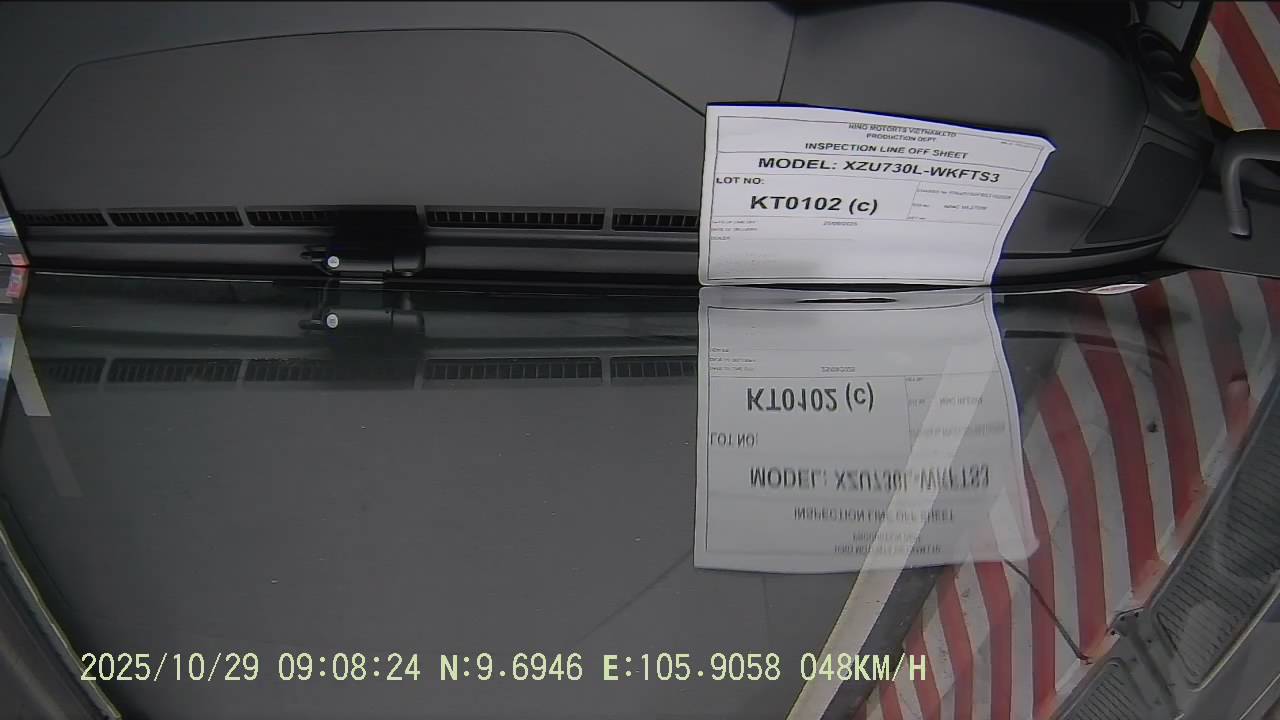 HINO MOTORTS VIETNAM,LTD
PRODUCTION DEPT
INSPECTION LINE OFF SHEET
MODEL: XZU730L-WKFTS3
LOT NO:
KT0102 (c)
2025/10/29 09:08:24 N:9.6946 E:105.9058 048KM/H